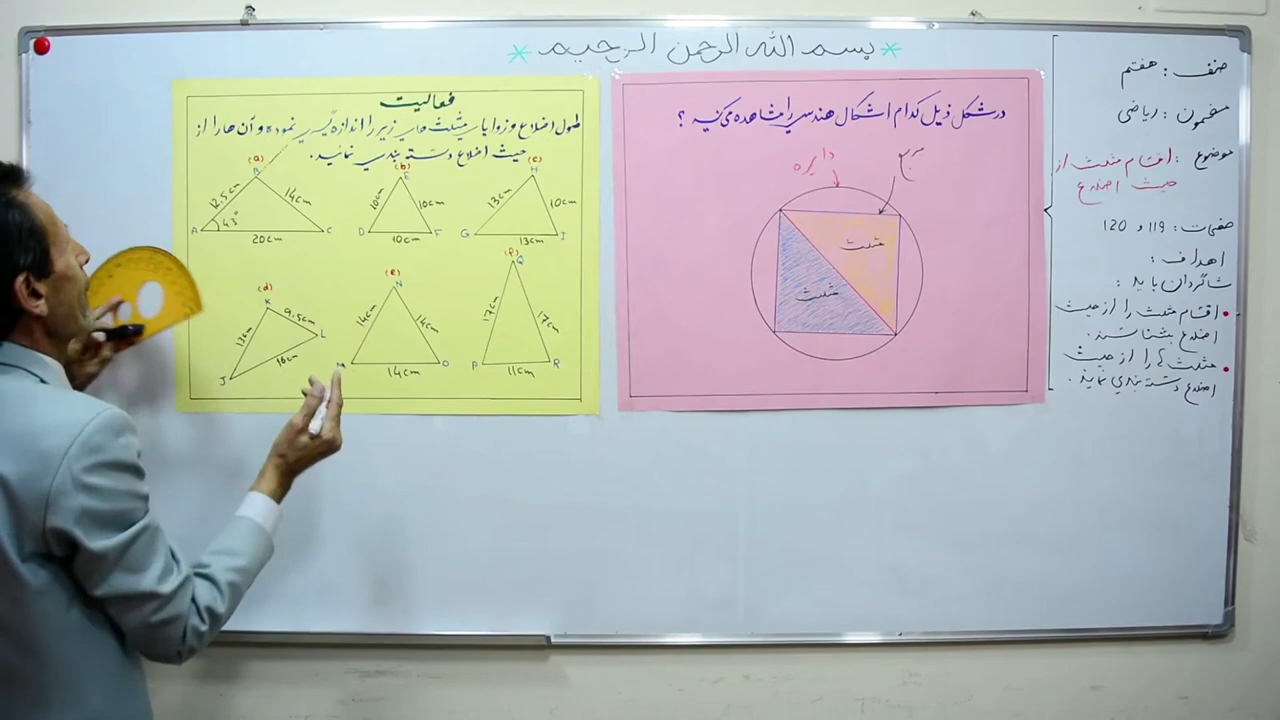 بسم الله الرحمن الرحیم
صنف: هفتم
مضمون: ریاضی
موضوع: اقسام مثلث از
حیث اضلاع
صفحات: 119 و 120
اهداف:
شاگردان باید:
اقسام مثلث را از حیث
اضلاع بشناسند.
مثلث ها را از حیث
اضلاع دسته بندی نمایند.
در شکل ذیل کدام اشکال هندسی را مشاهده می کنید؟
دایره
مربع
مثلث
مثلث
فعالیت
طول اضلاع و زوایای مثلث های زیر را اندازه گیری نموده و آن ها را از
حیث اضلاع دسته بندی نمائید.
(a)
B
12.5cm
14cm
43°
A
C
20cm
(b)
E
10cm
10cm
D
F
10cm
(c)
H
13cm
10cm
G
I
13cm
(d)
K
9.5cm
13cm
L
16cm
J
(e)
N
14cm
14cm
M
O
14cm
(f)
Q
17cm
17cm
P
R
11cm